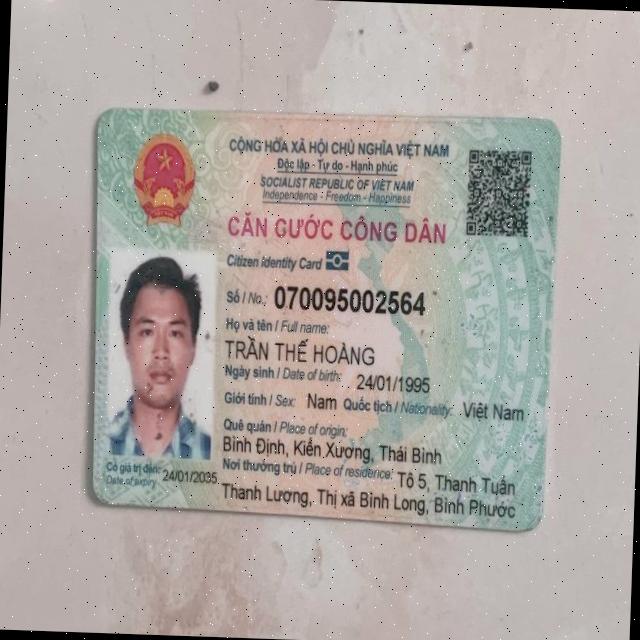 CỘNG HÒA XÃ HỘI CHỦ NGHĨA VIỆT NAM
Độc lập - Tự do - Hạnh phúc
SOCIALIST REPUBLIC OF VIET NAM
Independence - Freedom - Happiness
CĂN CƯỚC CÔNG DÂN
Citizen Identity Card
Số / No.: 070095002564
Họ và tên / Full name:
TRẦN THẾ HOÀNG
Ngày sinh / Date of birth: 24/01/1995
Giới tính / Sex: Nam Quốc tịch / Nationality: Việt Nam
Quê quán / Place of origin:
Bình Định, Kiến Xương, Thái Bình
Nơi thường trú / Place of residence: Tổ 5, Thanh Tuân
Thanh Lương, Thị xã Bình Long, Bình Phước
Có giá trị đến: 24/01/2035
Date of expiry